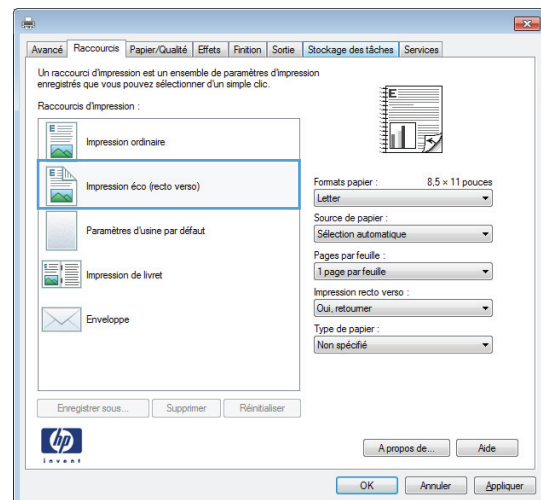 Avancé Raccourcis Papier/Qualité Effets Finition Sortie Stockage des tâches Services
Un raccourci d'impression est un ensemble de paramètres d'impression
enregistrés que vous pouvez sélectionner d'un simple clic.
Raccourcis d'impression :
Impression ordinaire
Impression éco (recto verso)
Paramètres d'usine par défaut
Impression de livret
Enveloppe
Enregistrer sous... Supprimer Réinitialiser
Formats papier : 8,5 × 11 pouces
Letter
Source de papier :
Sélection automatique
Pages par feuille :
1 page par feuille
Impression recto verso :
Oui, retourner
Type de papier :
Non spécifié
hp
invent
A propos de... Aide
OK Annuler Appliquer